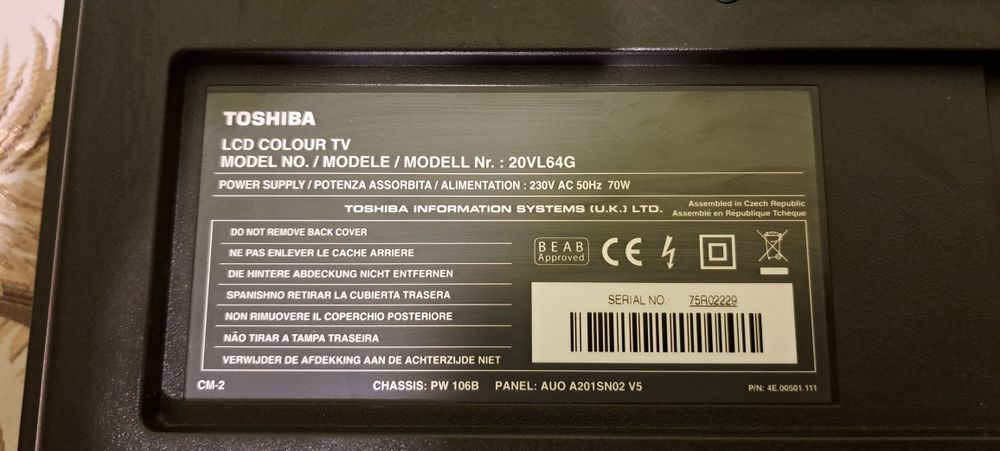 TOSHIBA
LCD COLOUR TV
MODEL NO. / MODELE / MODELL Nr. : 20VL64G
POWER SUPPLY / POTENZA ASSORBITA / ALIMENTATION : 230V AC 50Hz 70W
TOSHIBA INFORMATION SYSTEMS (U.K.) LTD.
Assembled in Czech Republic
Assemblé en République Tchèque
DO NOT REMOVE BACK COVER
NE PAS ENLEVER LE CACHE ARRIERE
DIE HINTERE ABDECKUNG NICHT ENTFERNEN
SPANISHNO RETIRAR LA CUBIERTA TRASERA
NON RIMUOVERE IL COPERCHIO POSTERIORE
NÃO TIRAR A TAMPA TRASEIRA
VERWIJDER DE AFDEKKING AAN DE ACHTERZIJDE NIET
BEAB
Approved
CE
SERIAL NO.: 75R02229
CM-2
CHASSIS: PW 106B PANEL: AUO A201SN02 V5
P/N: 4E.00501.111